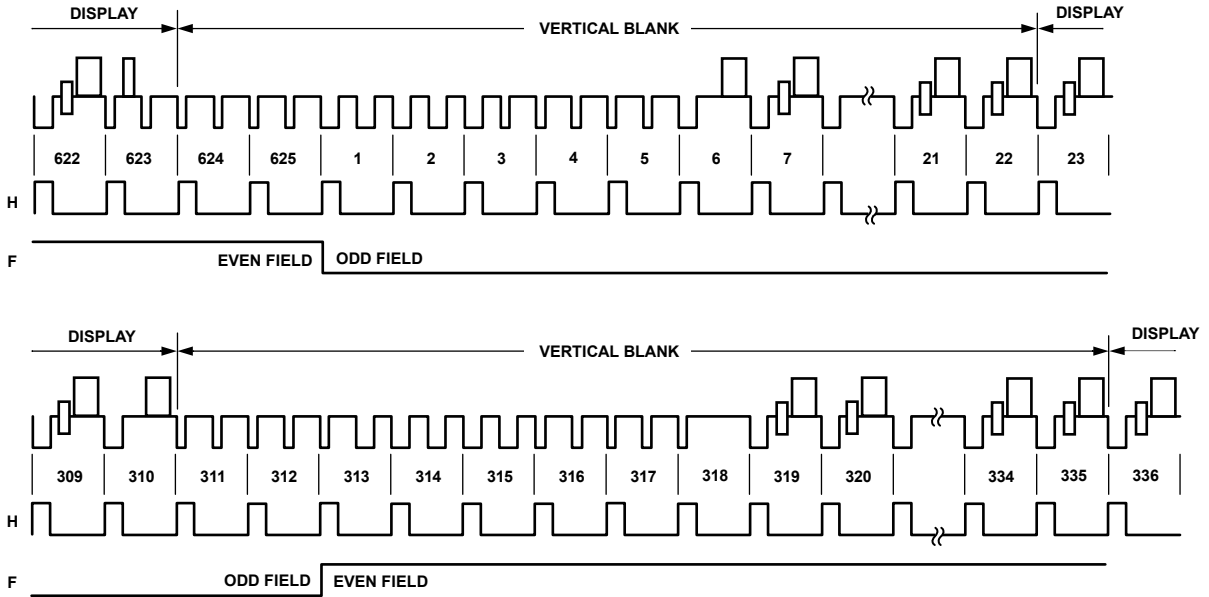 DISPLAY VERTICAL BLANK DISPLAY
622 623 624 625 1 2 3 4 5 6 7 21 22 23
H
F EVEN FIELD ODD FIELD
DISPLAY VERTICAL BLANK DISPLAY
309 310 311 312 313 314 315 316 317 318 319 320 334 335 336
H
F ODD FIELD EVEN FIELD